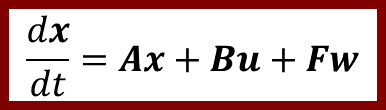 dx/dt = Ax + Bu + Fw